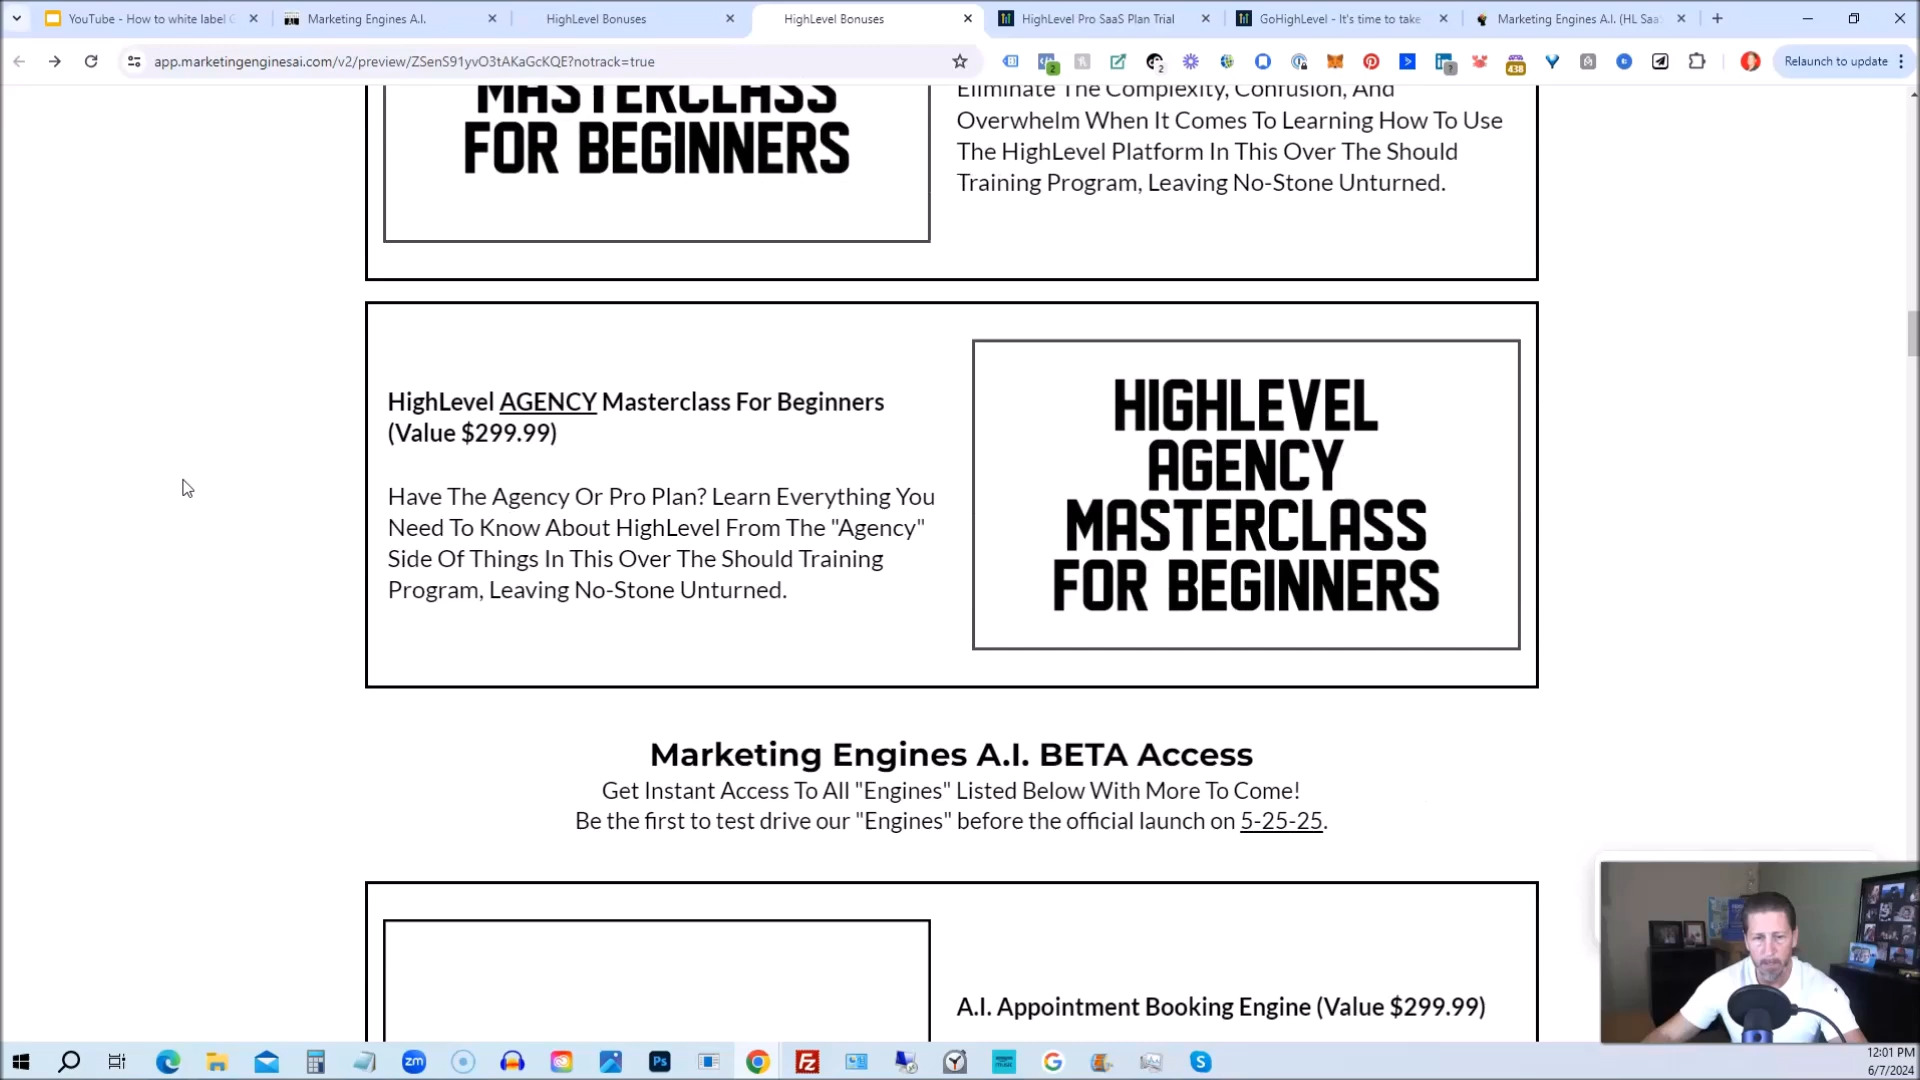 YouTube - How to white label G
Marketing Engines A.I.
HighLevel Bonuses
HighLevel Bonuses
HighLevel Pro SaaS Plan Trial
GoHighLevel - It's time to take
Marketing Engines A.I. (HL Saa
app.marketingenginesai.com/v2/preview/ZSenS91yvO3tAKaGcKQE?notrack=true
Relaunch to update
MASTERCLASS
FOR BEGINNERS
Eliminate The Complexity, Confusion, And
Overwhelm When It Comes To Learning How To Use
The HighLevel Platform In This Over The Should
Training Program, Leaving No-Stone Unturned.
HighLevel AGENCY Masterclass For Beginners
(Value $299.99)
Have The Agency Or Pro Plan? Learn Everything You
Need To Know About HighLevel From The "Agency"
Side Of Things In This Over The Should Training
Program, Leaving No-Stone Unturned.
HIGHLEVEL
AGENCY
MASTERCLASS
FOR BEGINNERS
Marketing Engines A.I. BETA Access
Get Instant Access To All "Engines" Listed Below With More To Come!
Be the first to test drive our "Engines" before the official launch on 5-25-25.
A.I. Appointment Booking Engine (Value $299.99)
zm
Ps
FZ
12:01 PM
6/7/2024